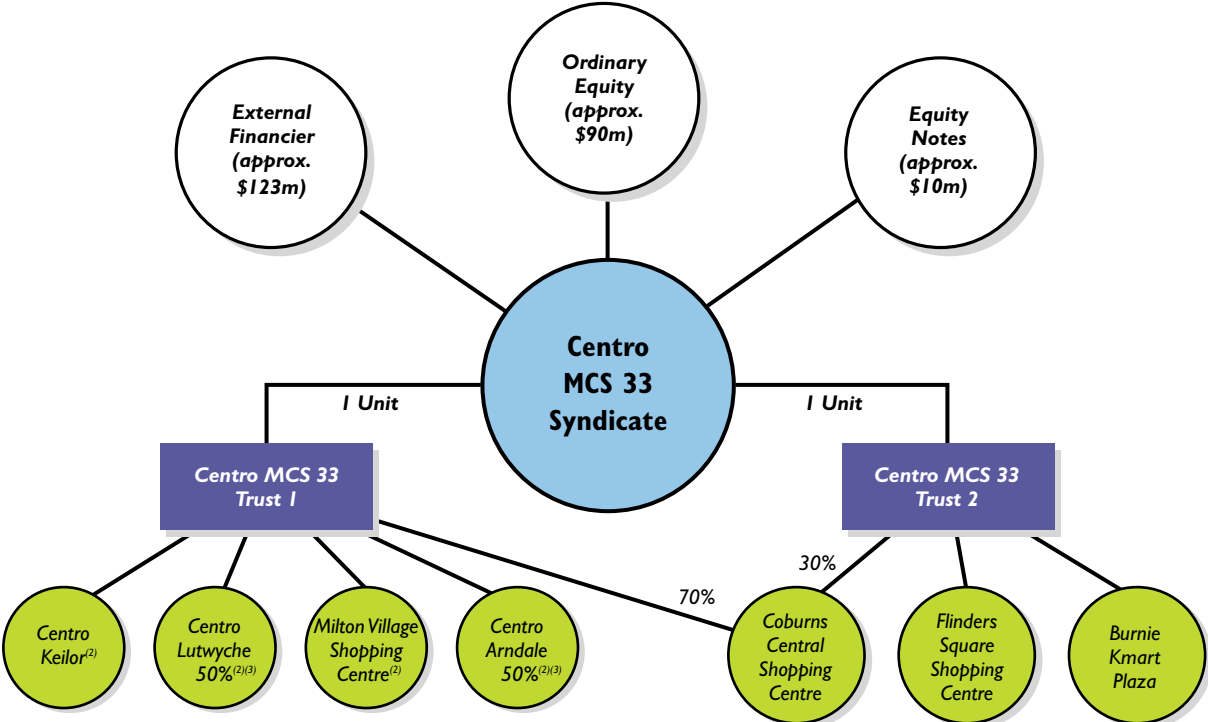 External
Financier
(approx.
$123m)
Ordinary
Equity
(approx.
$90m)
Equity
Notes
(approx.
$10m)
Centro
MCS 33
Syndicate
1 Unit
1 Unit
Centro MCS 33
Trust 1
Centro MCS 33
Trust 2
70%
30%
Centro
Keilor(2)
Centro
Lutwyche
50%(2)(3)
Milton Village
Shopping
Centre(2)
Centro
Arndale
50%(2)(3)
Coburns
Central
Shopping
Centre
Flinders
Square
Shopping
Centre
Burnie
Kmart
Plaza